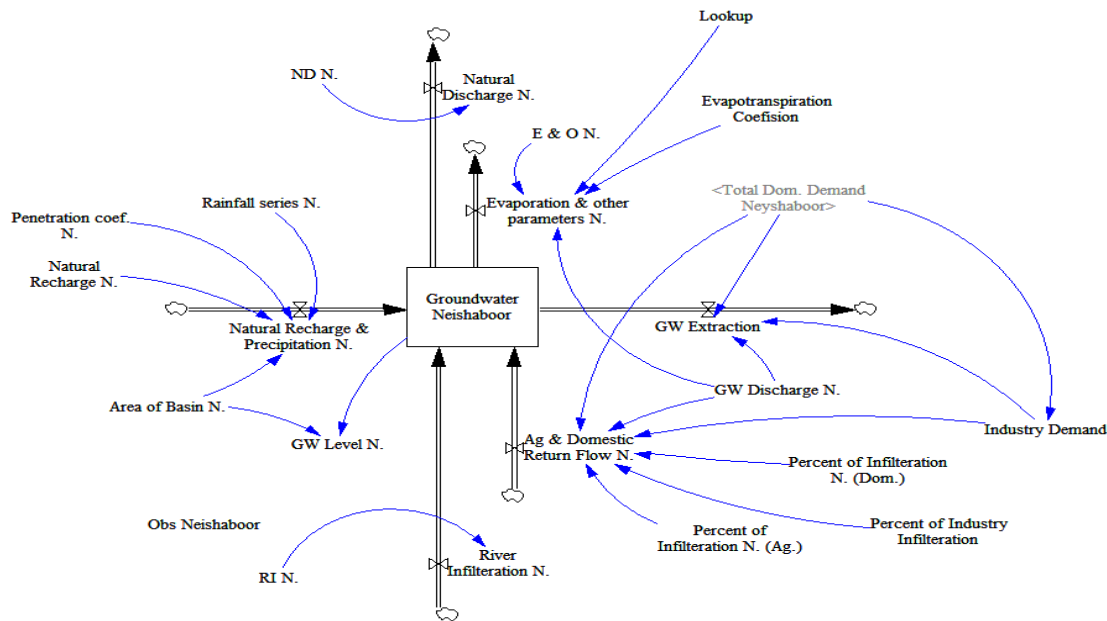 Lookup
ND N.
Natural
Discharge N.
Evapotranspiration
Coefision
E & O N.
<Total Dom. Demand
Neyshaboor>
Rainfall series N.
Evaporation & other
parameters N.
Penetration coef.
N.
Natural
Recharge N.
Groundwater
Neishaboor
Natural Recharge &
Precipitation N.
GW Extraction
Area of Basin N.
GW Discharge N.
GW Level N.
Ag & Domestic
Return Flow N.
Industry Demand
Percent of Infilteration
N. (Dom.)
Obs Neishaboor
Percent of
Infilteration N. (Ag.)
Percent of Industry
Infilteration
River
Infilteration N.
RI N.